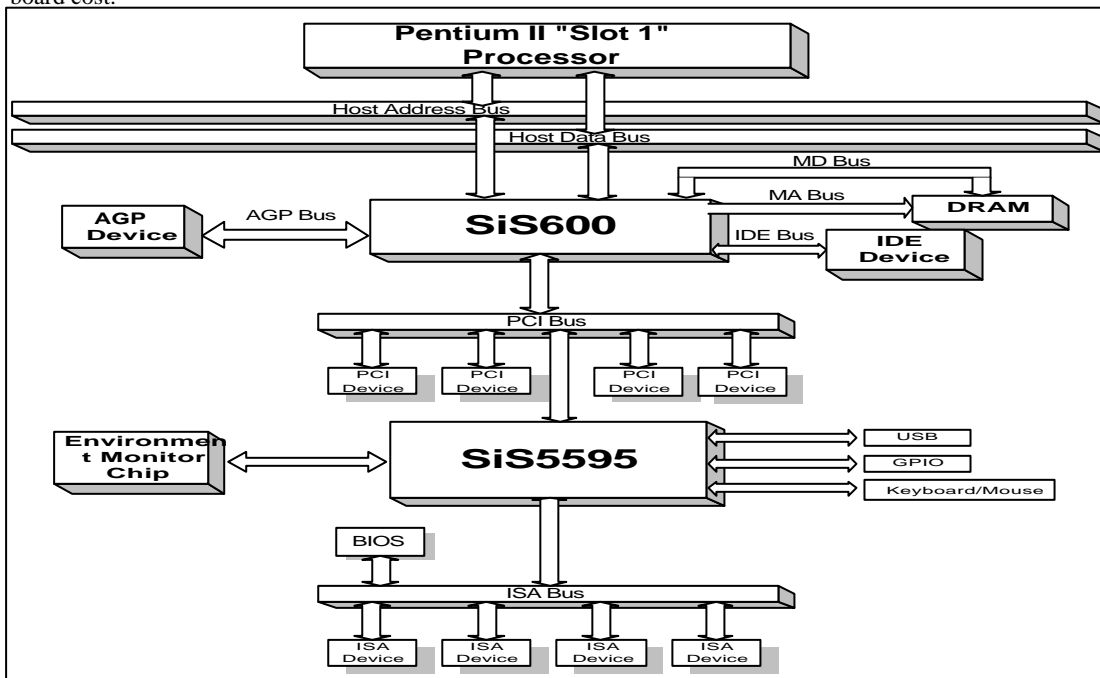 board cost.
Pentium II "Slot 1"
Processor
Host Address Bus
Host Data Bus
MD Bus
MA Bus
DRAM
AGP
Device
AGP Bus
SiS600
IDE Bus
IDE
Device
PCI Bus
PCI
Device
PCI
Device
PCI
Device
PCI
Device
Environmen
t Monitor
Chip
SiS5595
USB
GPIO
Keyboard/Mouse
BIOS
ISA Bus
ISA
Device
ISA
Device
ISA
Device
ISA
Device